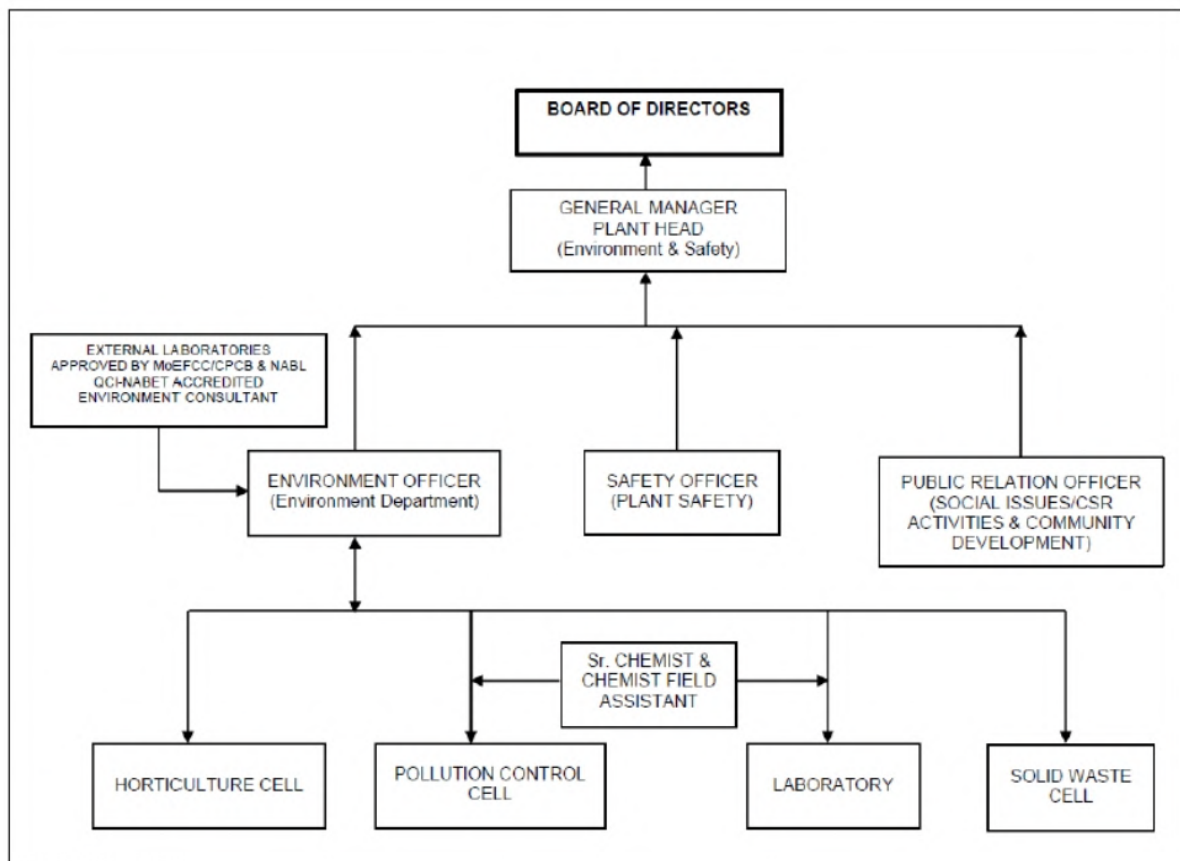 BOARD OF DIRECTORS
GENERAL MANAGER
PLANT HEAD
(Environment & Safety)
EXTERNAL LABORATORIES
APPROVED BY MoEFCC/CPCB & NABL
QCI-NABET ACCREDITED
ENVIRONMENT CONSULTANT
ENVIRONMENT OFFICER
(Environment Department)
SAFETY OFFICER
(PLANT SAFETY)
PUBLIC RELATION OFFICER
(SOCIAL ISSUES/CSR
ACTIVITIES & COMMUNITY
DEVELOPMENT)
Sr. CHEMIST &
CHEMIST FIELD
ASSISTANT
HORTICULTURE CELL
POLLUTION CONTROL
CELL
LABORATORY
SOLID WASTE
CELL